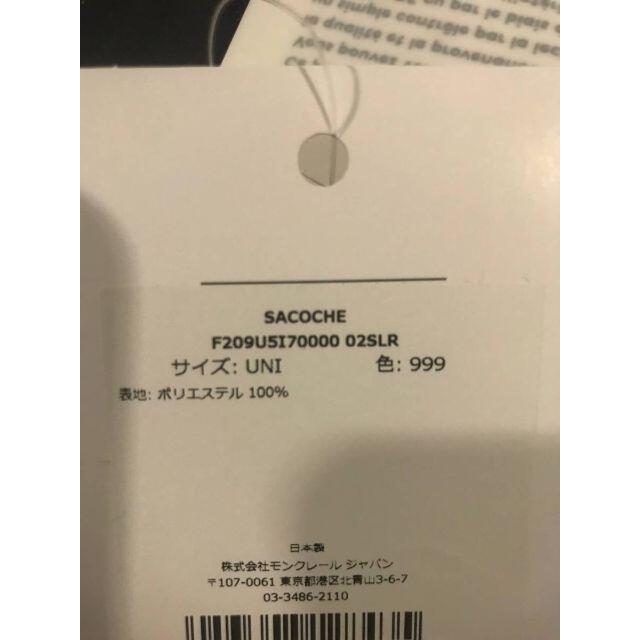 SACOCHE
F209U5I70000 02SLR
サイズ: UNI 色: 999
表地: ポリエステル 100%
日本製
株式会社モンクレール ジャパン
〒107-0061 東京都港区北青山3-6-7
03-3486-2110